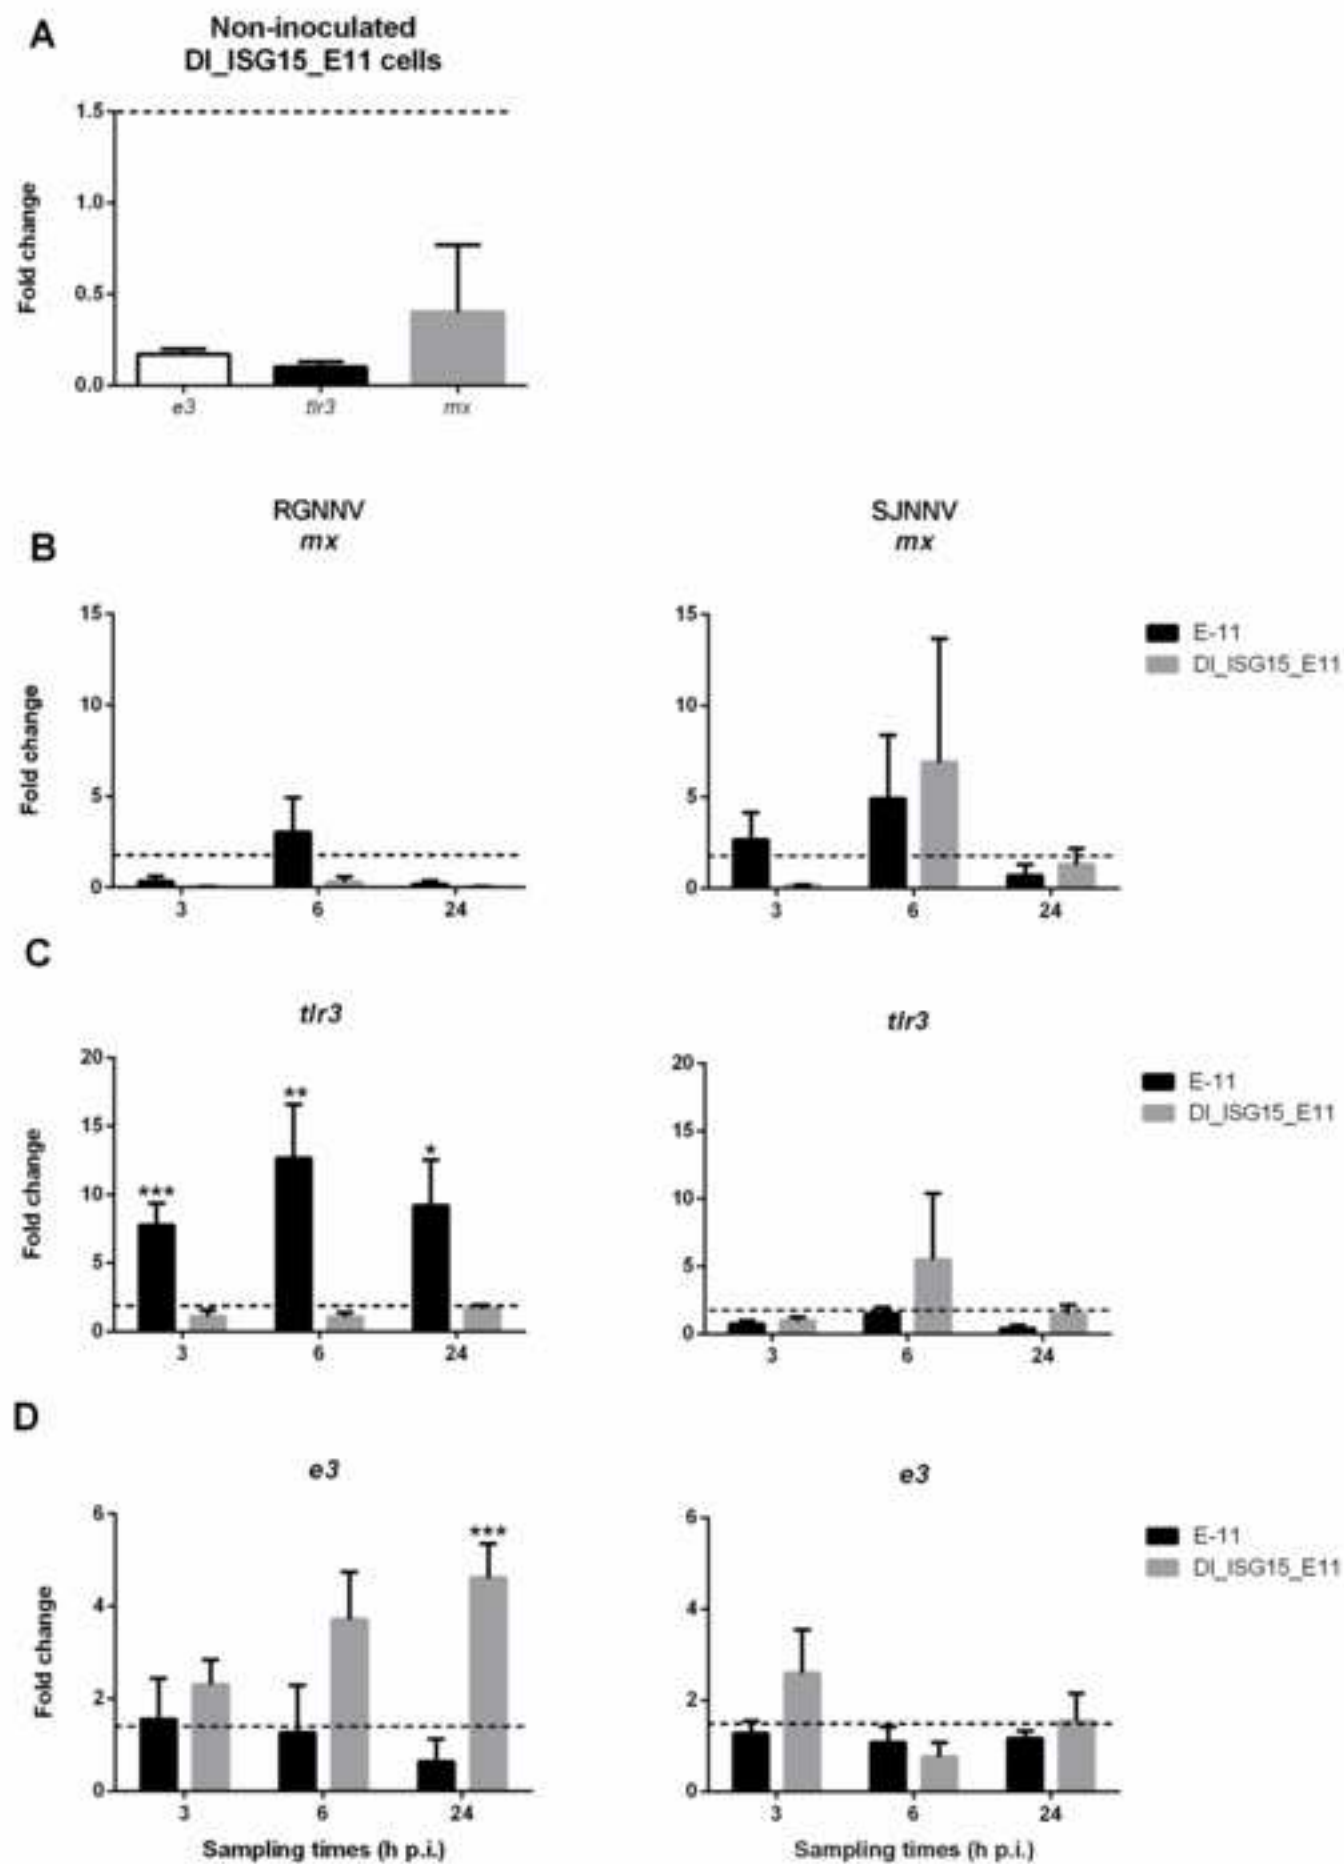 A
Non-inoculated
DI_ISG15_E11 cells
Fold change
1.5
1.0
0.5
0.0
e3 tlr3 mx
B
RGNNV
mx
Fold change
15
10
5
0
3 6 24
SJNNV
mx
15
10
5
0
3 6 24
E-11
DI_ISG15_E11
C
tlr3
Fold change
20
15
10
5
0
*** ** *
3 6 24
tlr3
20
15
10
5
0
3 6 24
E-11
DI_ISG15_E11
D
e3
Fold change
6
4
2
0
***
3 6 24
Sampling times (h p.i.)
e3
6
4
2
0
3 6 24
Sampling times (h p.i.)
E-11
DI_ISG15_E11